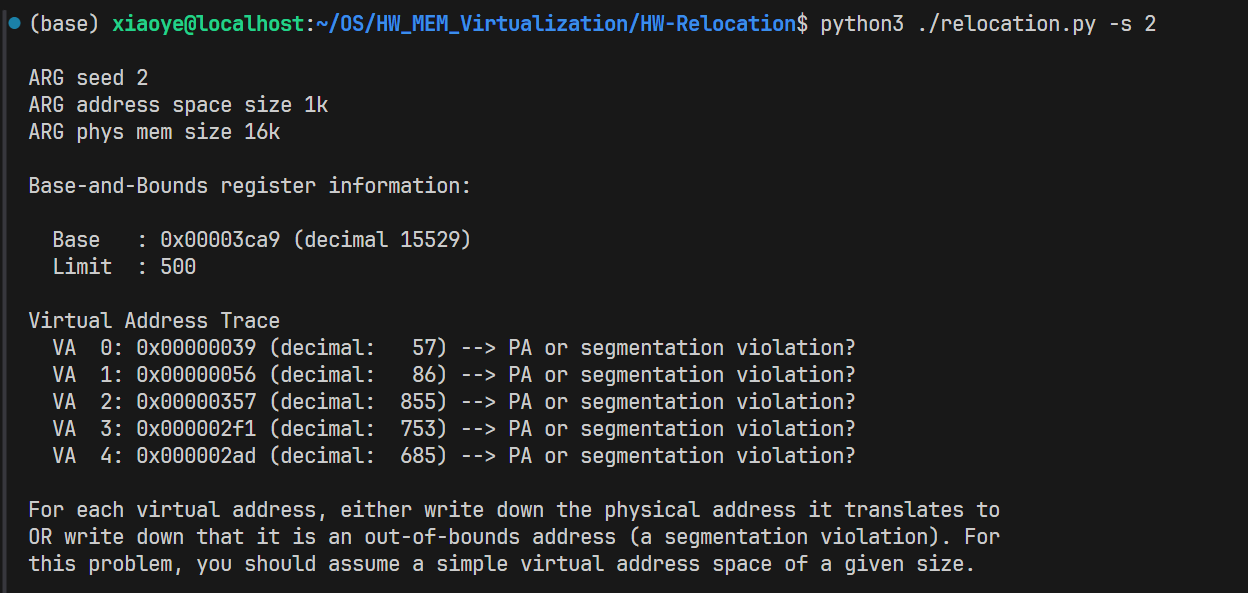 (base) xiaoye@localhost:~/OS/HW_MEM_Virtualization/HW-Relocation$ python3 ./relocation.py -s 2
ARG seed 2
ARG address space size 1k
ARG phys mem size 16k
Base-and-Bounds register information:
  Base   : 0x00003ca9 (decimal 15529)
  Limit  : 500
Virtual Address Trace
  VA  0: 0x00000039 (decimal:   57) --> PA or segmentation violation?
  VA  1: 0x00000056 (decimal:   86) --> PA or segmentation violation?
  VA  2: 0x00000357 (decimal:  855) --> PA or segmentation violation?
  VA  3: 0x000002f1 (decimal:  753) --> PA or segmentation violation?
  VA  4: 0x000002ad (decimal:  685) --> PA or segmentation violation?
For each virtual address, either write down the physical address it translates to
OR write down that it is an out-of-bounds address (a segmentation violation). For
this problem, you should assume a simple virtual address space of a given size.